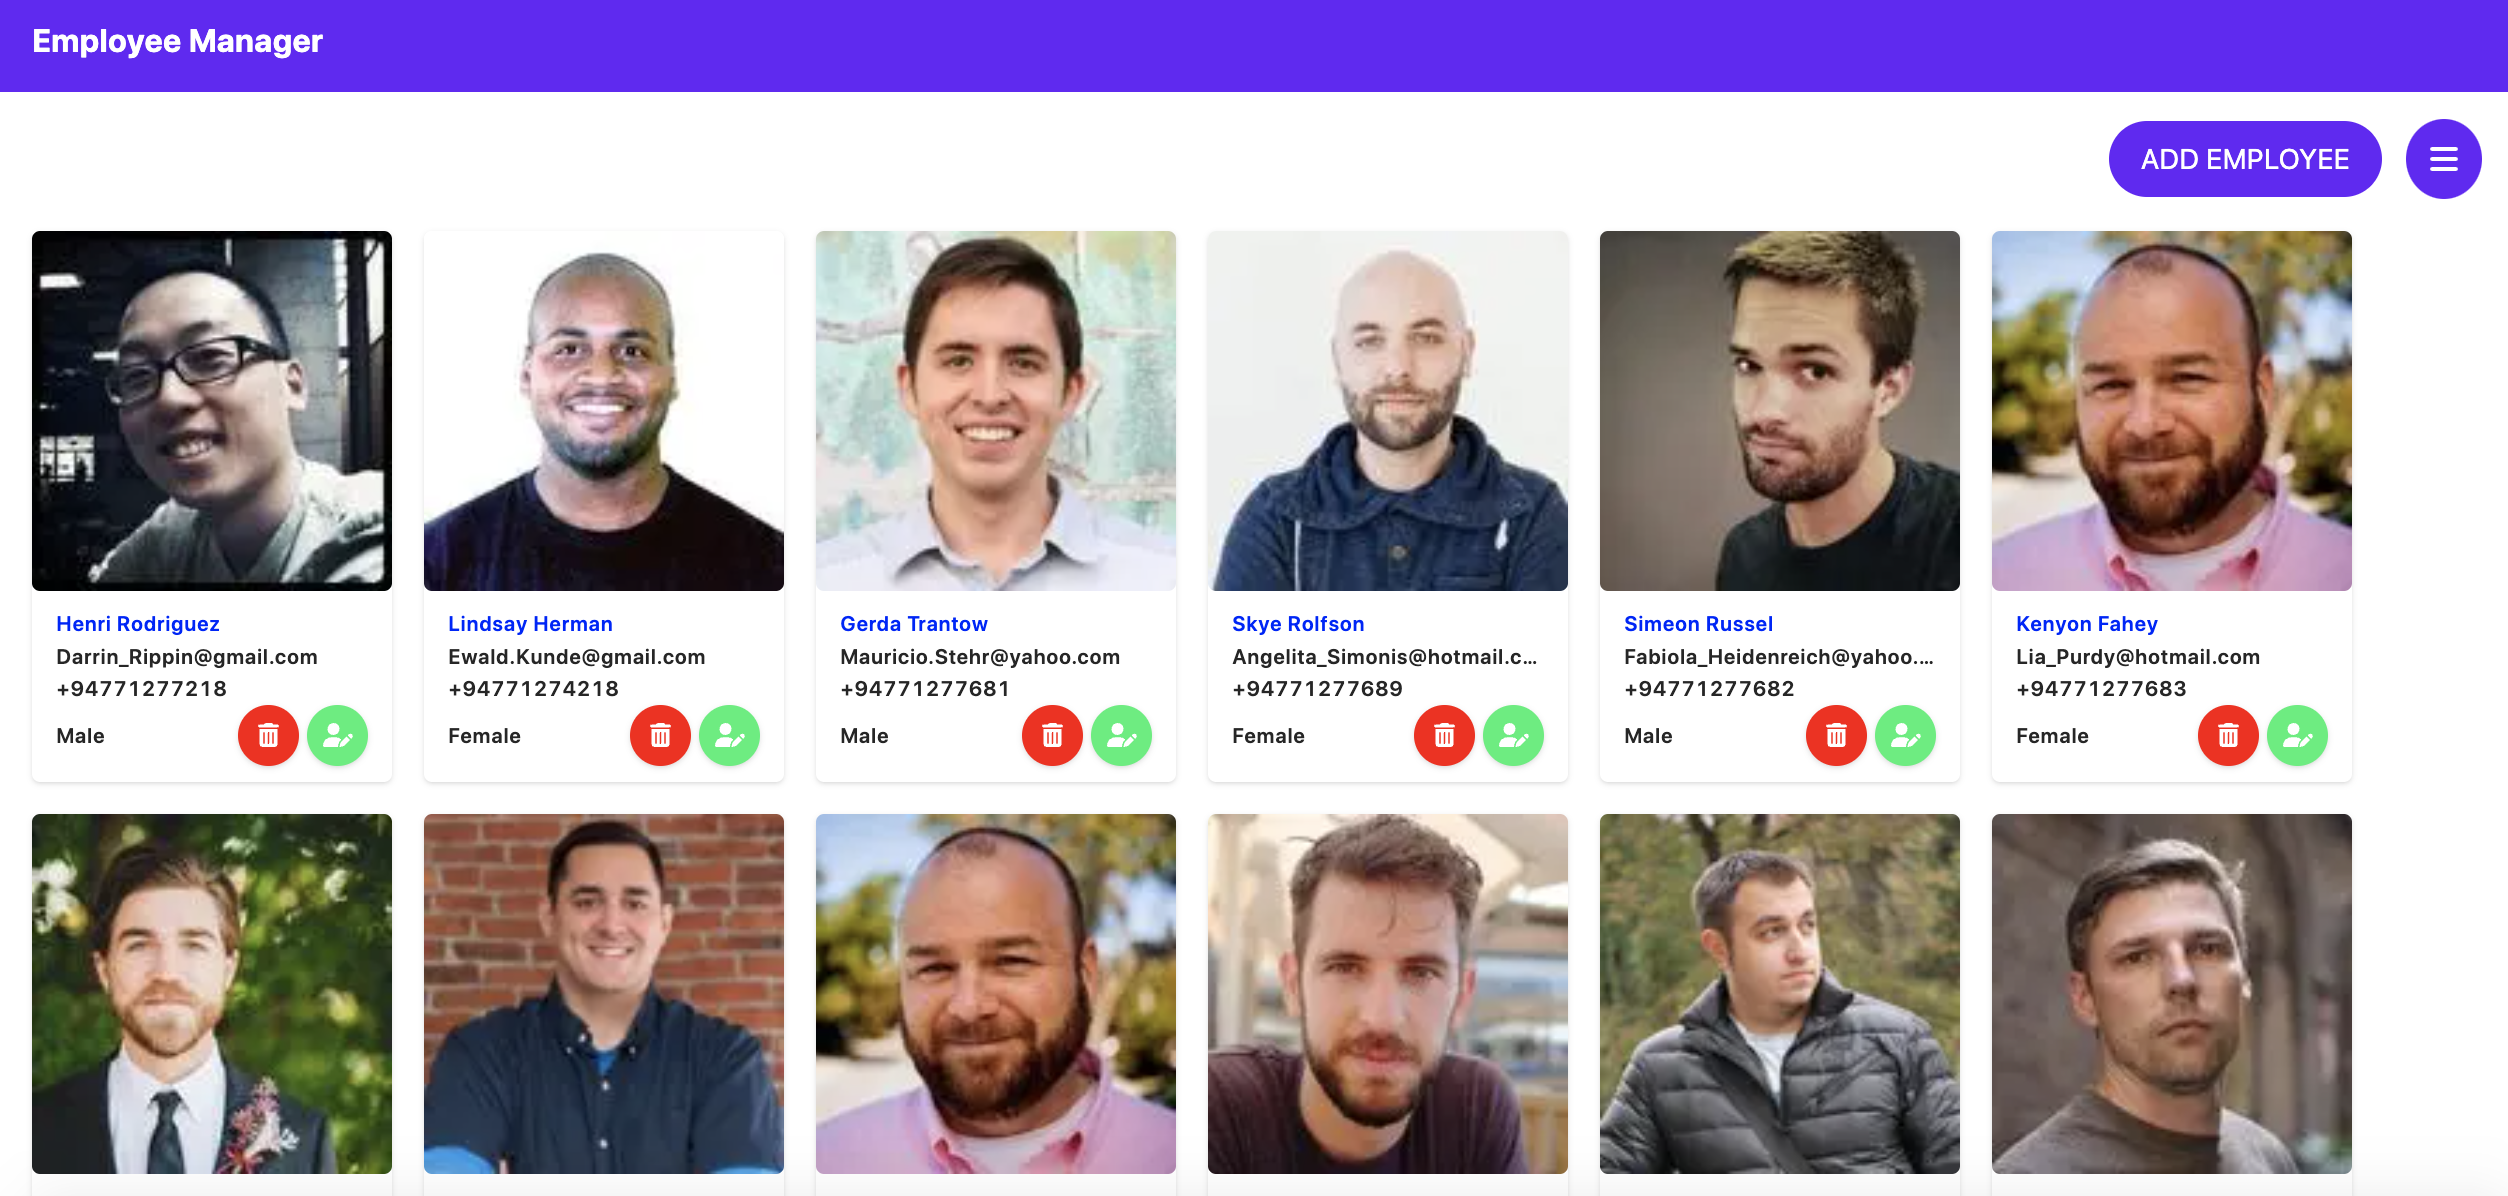 Employee Manager
ADD EMPLOYEE
Henri Rodriguez
Darrin_Rippin@gmail.com
+94771277218
Male
Lindsay Herman
Ewald.Kunde@gmail.com
+94771274218
Female
Gerda Trantow
Mauricio.Stehr@yahoo.com
+94771277681
Male
Skye Rolfson
Angelita_Simonis@hotmail.c...
+94771277689
Female
Simeon Russel
Fabiola_Heidenreich@yahoo....
+94771277682
Male
Kenyon Fahey
Lia_Purdy@hotmail.com
+94771277683
Female